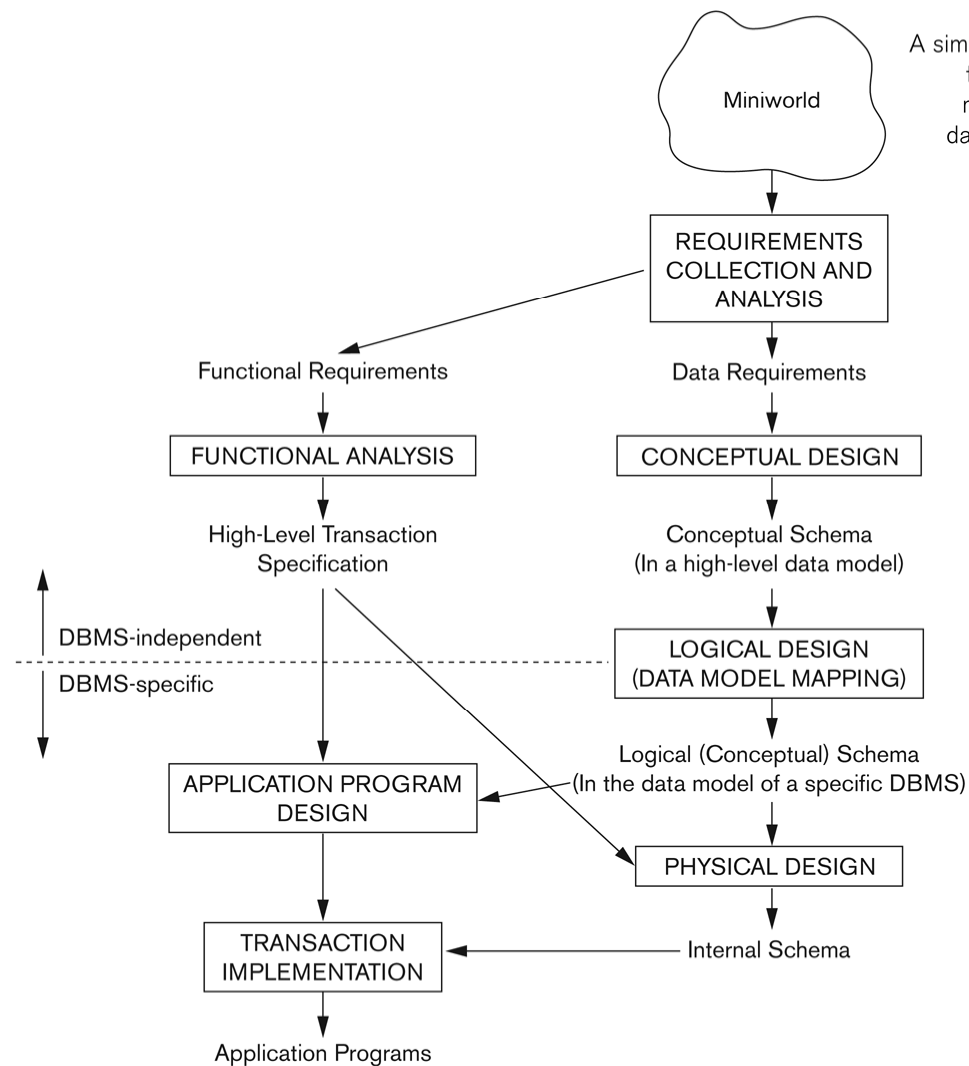 Miniworld
A sim
REQUIREMENTS
COLLECTION AND
ANALYSIS
Functional Requirements
Data Requirements
FUNCTIONAL ANALYSIS
CONCEPTUAL DESIGN
High-Level Transaction
Specification
Conceptual Schema
(In a high-level data model)
DBMS-independent
DBMS-specific
LOGICAL DESIGN
(DATA MODEL MAPPING)
Logical (Conceptual) Schema
(In the data model of a specific DBMS)
APPLICATION PROGRAM
DESIGN
PHYSICAL DESIGN
TRANSACTION
IMPLEMENTATION
Internal Schema
Application Programs